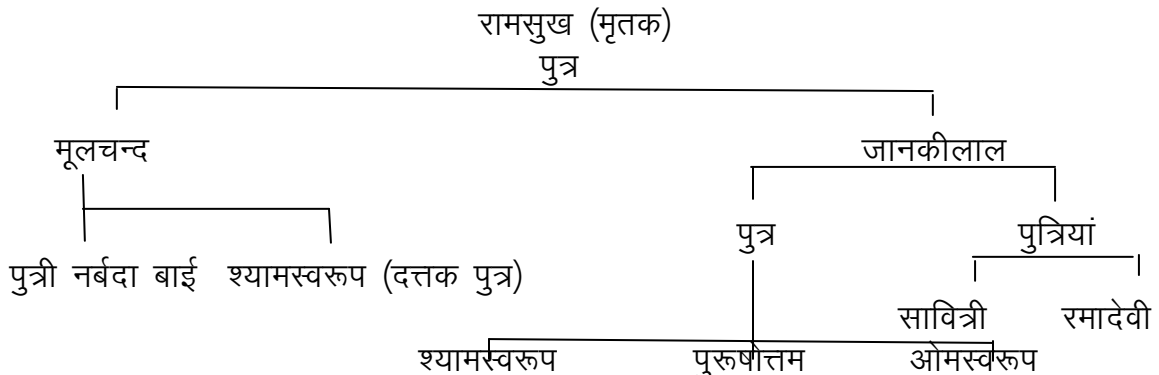 रामसुख (मृतक)
पुत्र
मूलचन्द जानकीलाल
पुत्र पुत्रियां
पुत्री नर्बदा बाई श्यामस्वरूप (दत्तक पुत्र)
सावित्री रमादेवी
श्यामस्वरूप पुरूषोत्तम ओमस्वरूप